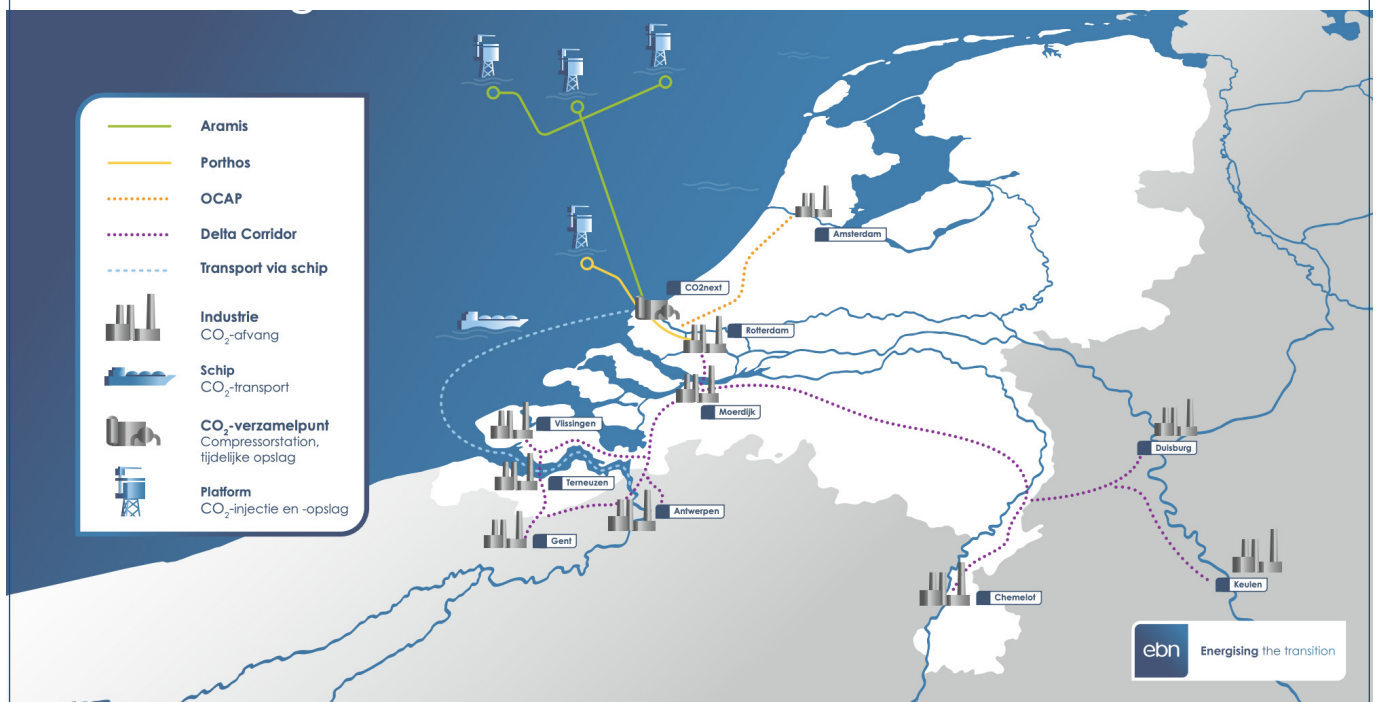 Aramis
Porthos
OCAP
Delta Corridor
Transport via schip
Industrie
CO₂-afvang
Schip
CO₂-transport
CO₂-verzamelpunt
Compressorstation,
tijdelijke opslag
Platform
CO₂-injectie en -opslag
Amsterdam
CO2next
Rotterdam
Moerdijk
Vlissingen
Terneuzen
Antwerpen
Gent
Duisburg
Keulen
Chemelot
ebn Energising the transition